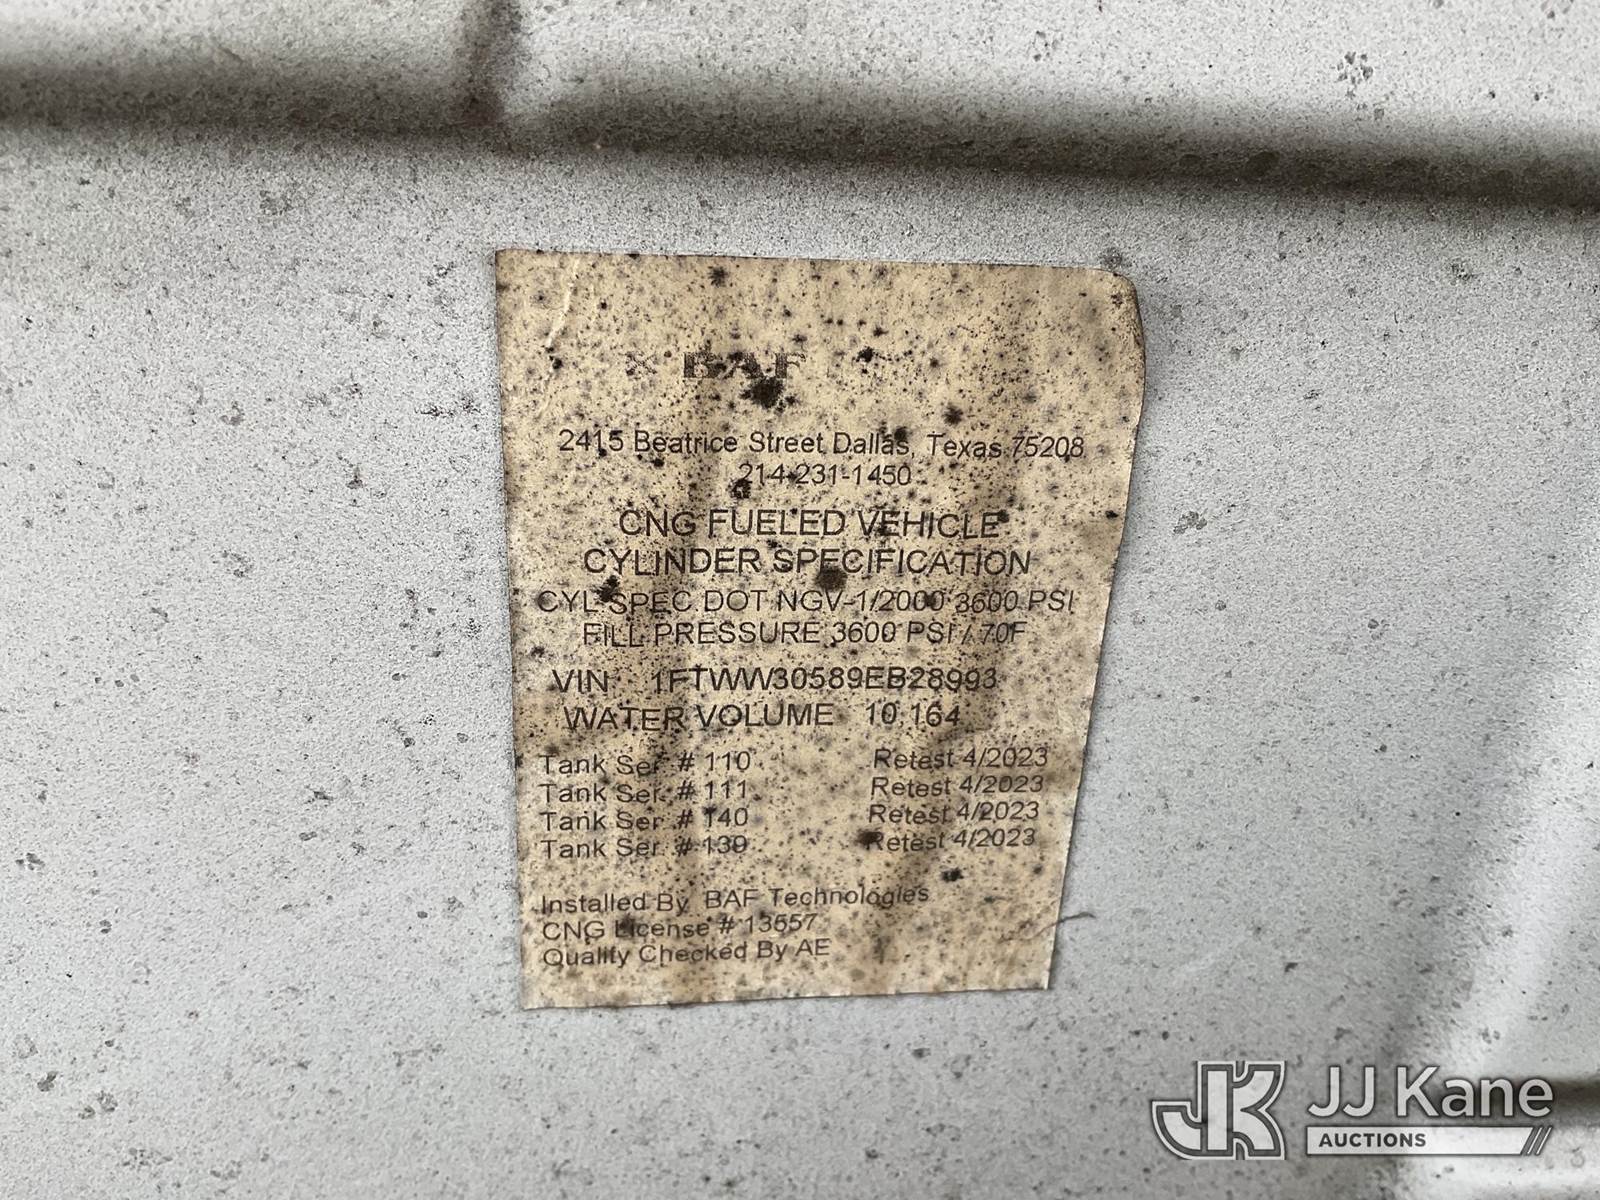 BAF
2415 Beatrice Street Dallas, Texas 75208
214-231-1450
CNG FUELED VEHICLE
CYLINDER SPECIFICATION
CYL SPEC DOT NGV-1/2000 3600 PSI
FILL PRESSURE 3600 PSI / 70F
VIN 1FTWW30589EB28993
WATER VOLUME 10,164
Tank Ser # 110 Retest 4/2023
Tank Ser. # 111 Retest 4/2023
Tank Ser # 140 Retest 4/2023
Tank Ser. # 139 Retest 4/2023
Installed By BAF Technologies
CNG License # 13557
Quality Checked By AE
JK JJ Kane
AUCTIONS